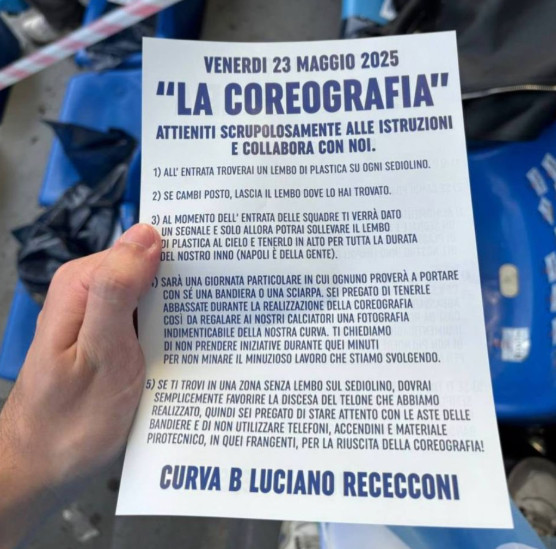 VENERDI 23 MAGGIO 2025
"LA COREOGRAFIA"
ATTIENITI SCRUPOLOSAMENTE ALLE ISTRUZIONI
E COLLABORA CON NOI.
1) ALL' ENTRATA TROVERAI UN LEMBO DI PLASTICA SU OGNI SEDIOLINO.
2) SE CAMBI POSTO, LASCIA IL LEMBO DOVE LO HAI TROVATO.
3) AL MOMENTO DELL' ENTRATA DELLE SQUADRE TI VERRÀ DATO
UN SEGNALE E SOLO ALLORA POTRAI SOLLEVARE IL LEMBO
DI PLASTICA AL CIELO E TENERLO IN ALTO PER TUTTA LA DURATA
DEL NOSTRO INNO (NAPOLI È DELLA GENTE).
) SARÀ UNA GIORNATA PARTICOLARE IN CUI OGNUNO PROVERÀ A PORTARE
CON SÉ UNA BANDIERA O UNA SCIARPA. SEI PREGATO DI TENERLE
ABBASSATE DURANTE LA REALIZZAZIONE DELLA COREOGRAFIA
COSÌ DA REGALARE AI NOSTRI CALCIATORI UNA FOTOGRAFIA
INDIMENTICABILE DELLA NOSTRA CURVA. TI CHIEDIAMO
DI NON PRENDERE INIZIATIVE DURANTE QUEI MINUTI
PER NON MINARE IL MINUZIOSO LAVORO CHE STIAMO SVOLGENDO.
5) SE TI TROVI IN UNA ZONA SENZA LEMBO SUL SEDIOLINO, DOVRAI
SEMPLICEMENTE FAVORIRE LA DISCESA DEL TELONE CHE ABBIAMO
REALIZZATO, QUINDI SEI PREGATO DI STARE ATTENTO CON LE ASTE DELLE
BANDIERE E DI NON UTILIZZARE TELEFONI, ACCENDINI E MATERIALE
PIROTECNICO, IN QUEI FRANGENTI, PER LA RIUSCITA DELLA COREOGRAFIA!
CURVA B LUCIANO RECECCONI